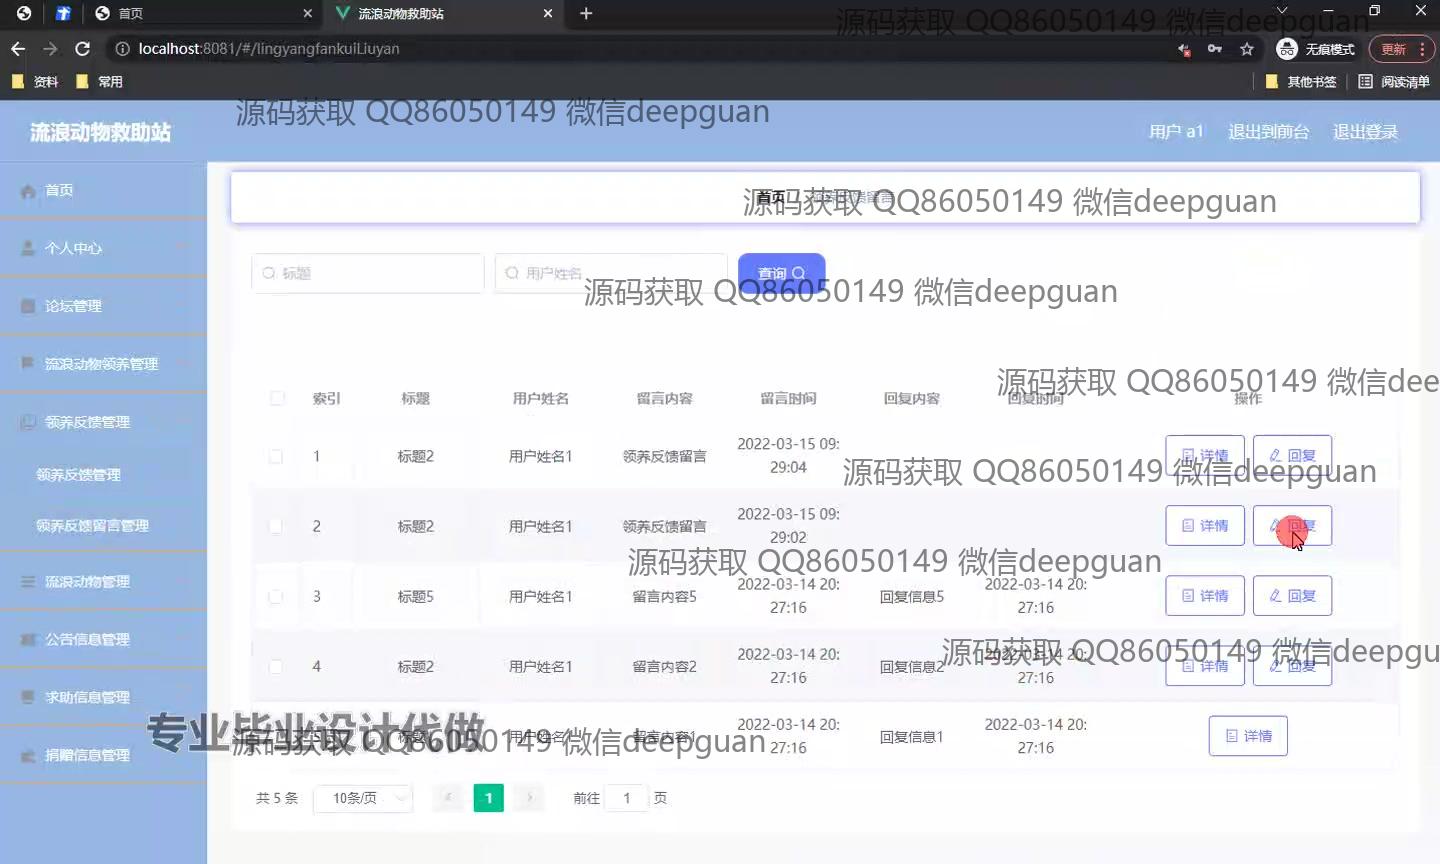 首页
流浪动物救助站
localhost:8081/#/lingyangfankuiLiuyan
无痕模式
更新
资料
常用
其他书签
阅读清单
源码获取 QQ86050149 微信deepguan
源码获取 QQ86050149 微信deepguan
流浪动物救助站
用户 a1
退出到前台
退出登录
首页
源码获取 QQ86050149 微信deepguan
首页
个人中心
论坛管理
流浪动物领养管理
领养反馈管理
领养反馈管理
领养反馈留言管理
流浪动物管理
公告信息管理
求助信息管理
捐赠信息管理
标题
用户姓名
查询
源码获取 QQ86050149 微信deepguan
源码获取 QQ86050149 微信dee
索引 标题 用户姓名 留言内容 留言时间 回复内容 回复时间 操作
1 标题2 用户姓名1 领养反馈留言 2022-03-15 09:
29:04
详情 回复
源码获取 QQ86050149 微信deepguan
2 标题2 用户姓名1 领养反馈留言 2022-03-15 09:
29:02
详情 回复
源码获取 QQ86050149 微信deepguan
3 标题5 用户姓名1 留言内容5 2022-03-14 20:
27:16
回复信息5 2022-03-14 20:
27:16
详情 回复
4 标题2 用户姓名1 留言内容2 2022-03-14 20:
27:16
回复信息2 2022-03-14 20:
27:16
详情 回复
源码获取 QQ86050149 微信deepgu
专业毕业设计代做
源码获取 QQ86050149 微信deepguan
留言内容1 2022-03-14 20:
27:16
回复信息1 2022-03-14 20:
27:16
详情
共 5 条
10条/页
1
前往 1 页